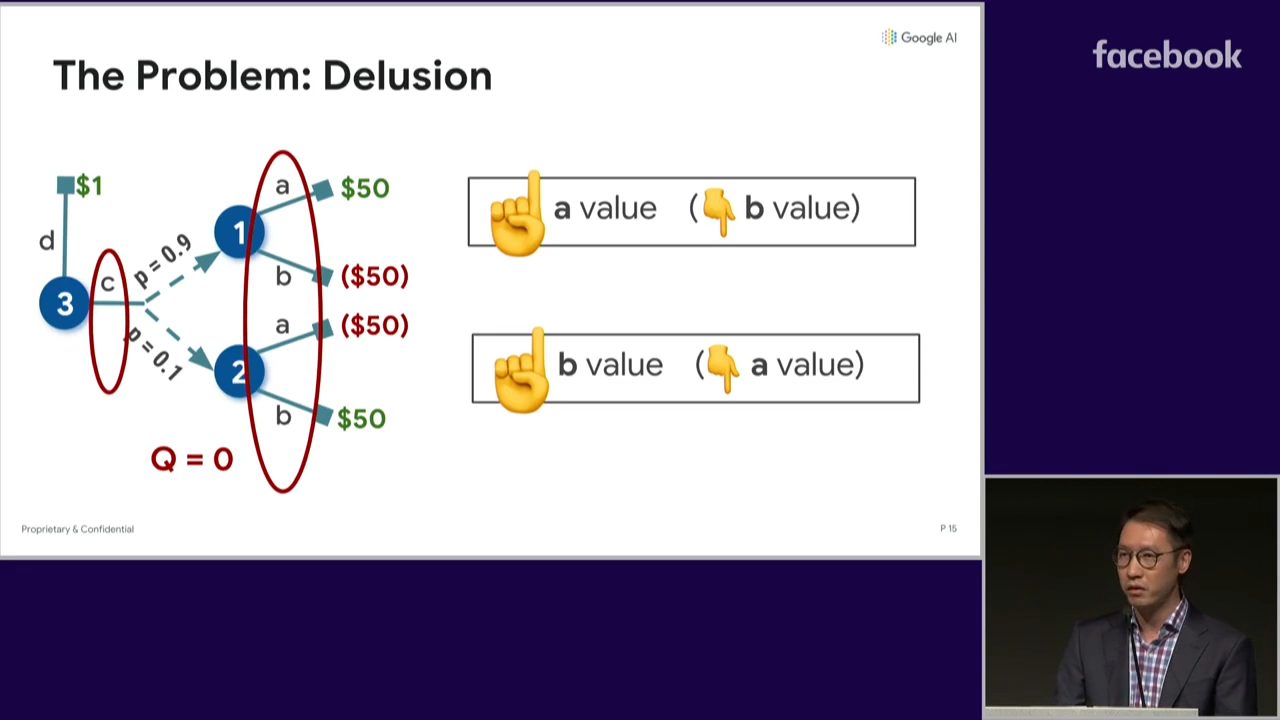 Google AI
facebook
The Problem: Delusion
$1
a
$50
a value ( b value)
d
1
p = 0.9
c
b
($50)
3
a
($50)
p = 0.1
b value ( a value)
2
b
$50
Q = 0
Proprietary & Confidential
P 15